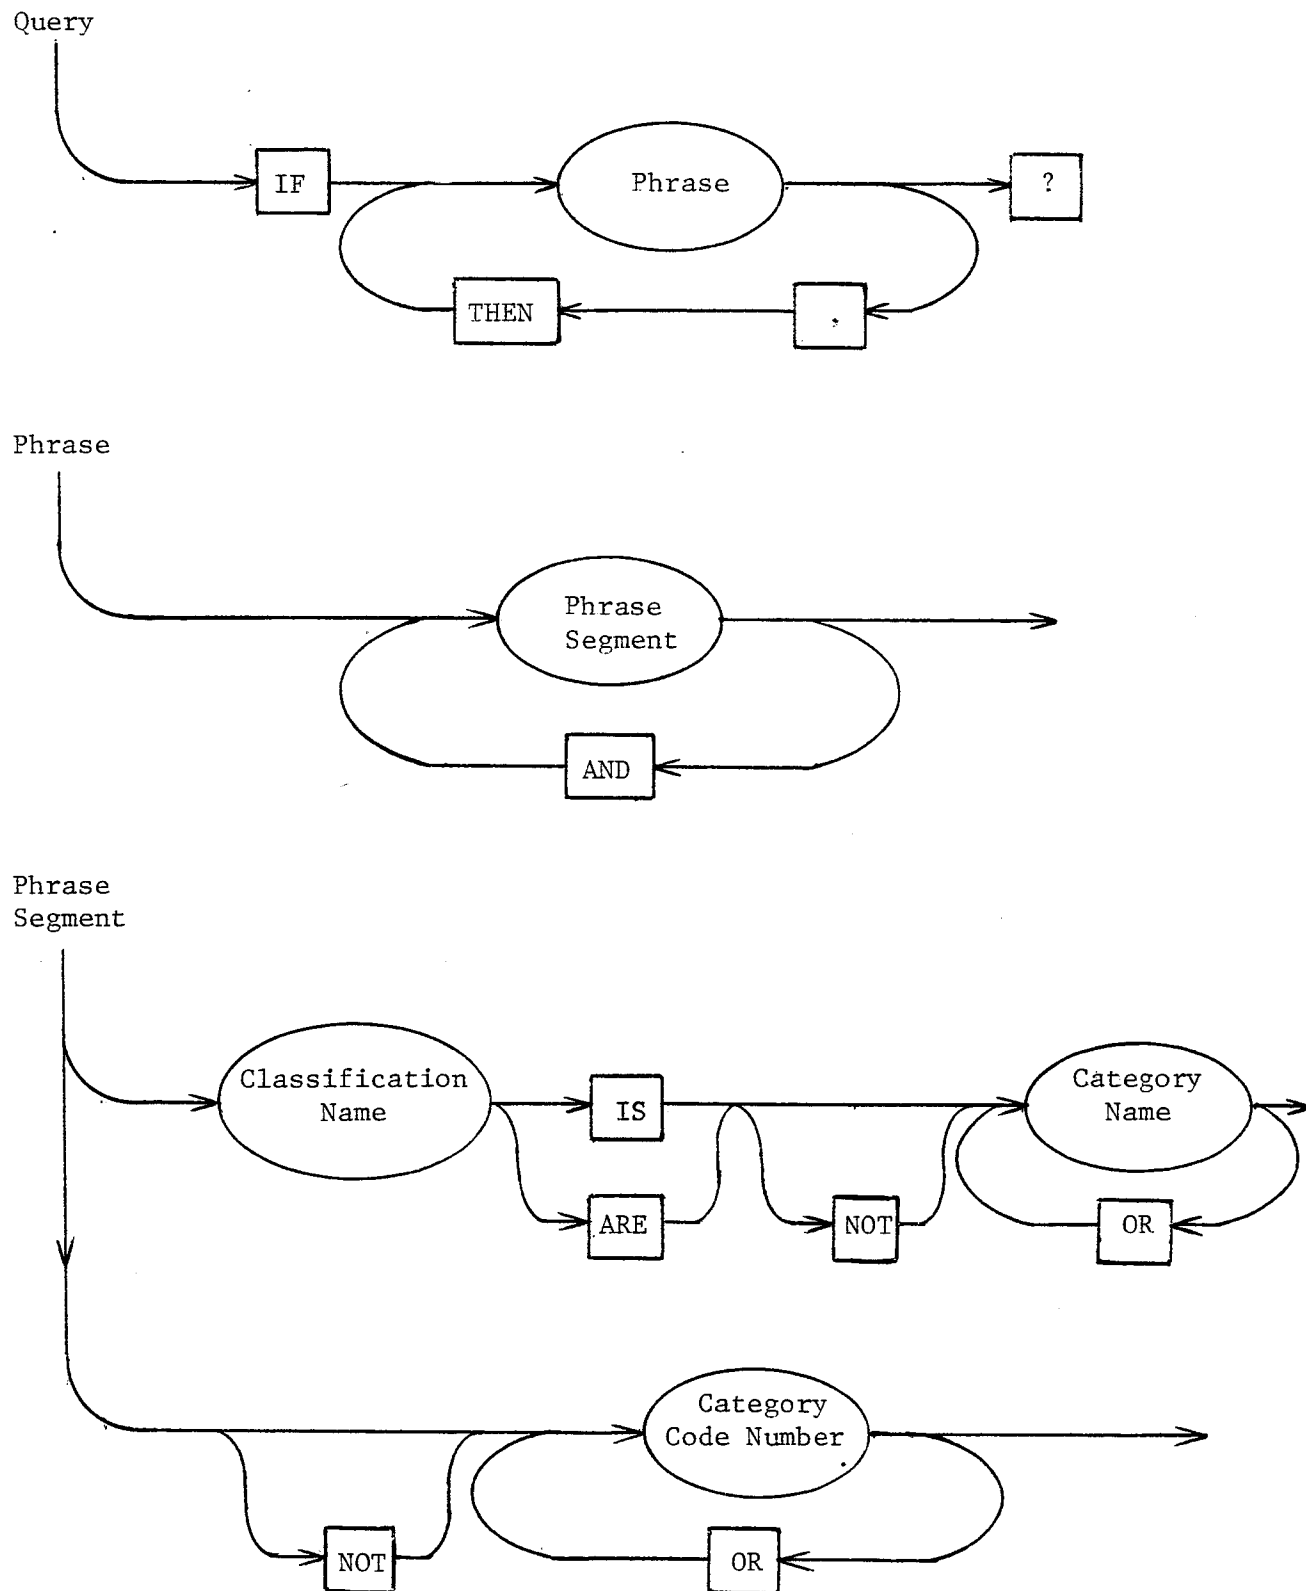 Query
IF
Phrase
?
THEN
,
Phrase
Phrase
Segment
AND
Phrase
Segment
Classification
Name
IS
Category
Name
ARE
NOT
OR
Category
Code Number
NOT
OR